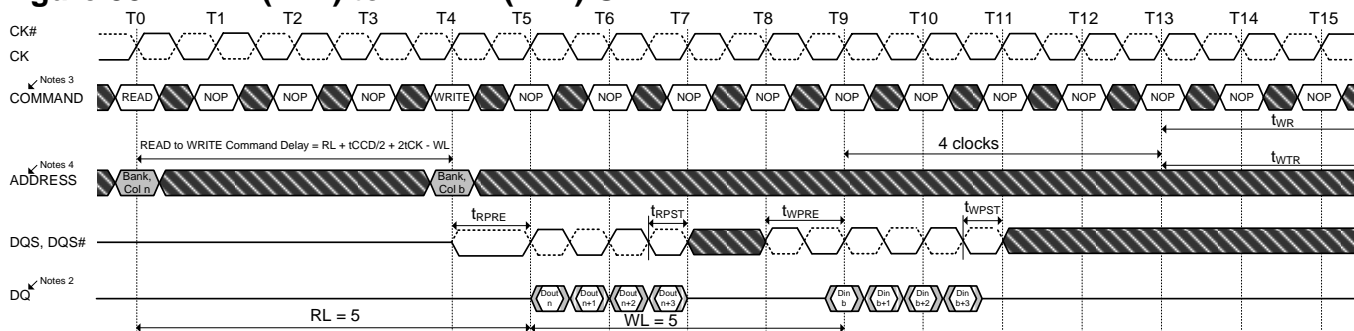 T0 T1 T2 T3 T4 T5 T6 T7 T8 T9 T10 T11 T12 T13 T14 T15
CK#
CK
Notes 3
COMMAND READ NOP NOP NOP WRITE NOP NOP NOP NOP NOP NOP NOP NOP NOP NOP NOP
tWR
READ to WRITE Command Delay = RL + tCCD/2 + 2tCK - WL
4 clocks
tWTR
Notes 4
ADDRESS
Bank,
Col n
Bank,
Col b
tRPRE tRPST tWPRE tWPST
DQS, DQS#
Notes 2
DQ
Dout
n
Dout
n+1
Dout
n+2
Dout
n+3
Din
b
Din
b+1
Din
b+2
Din
b+3
RL = 5 WL = 5